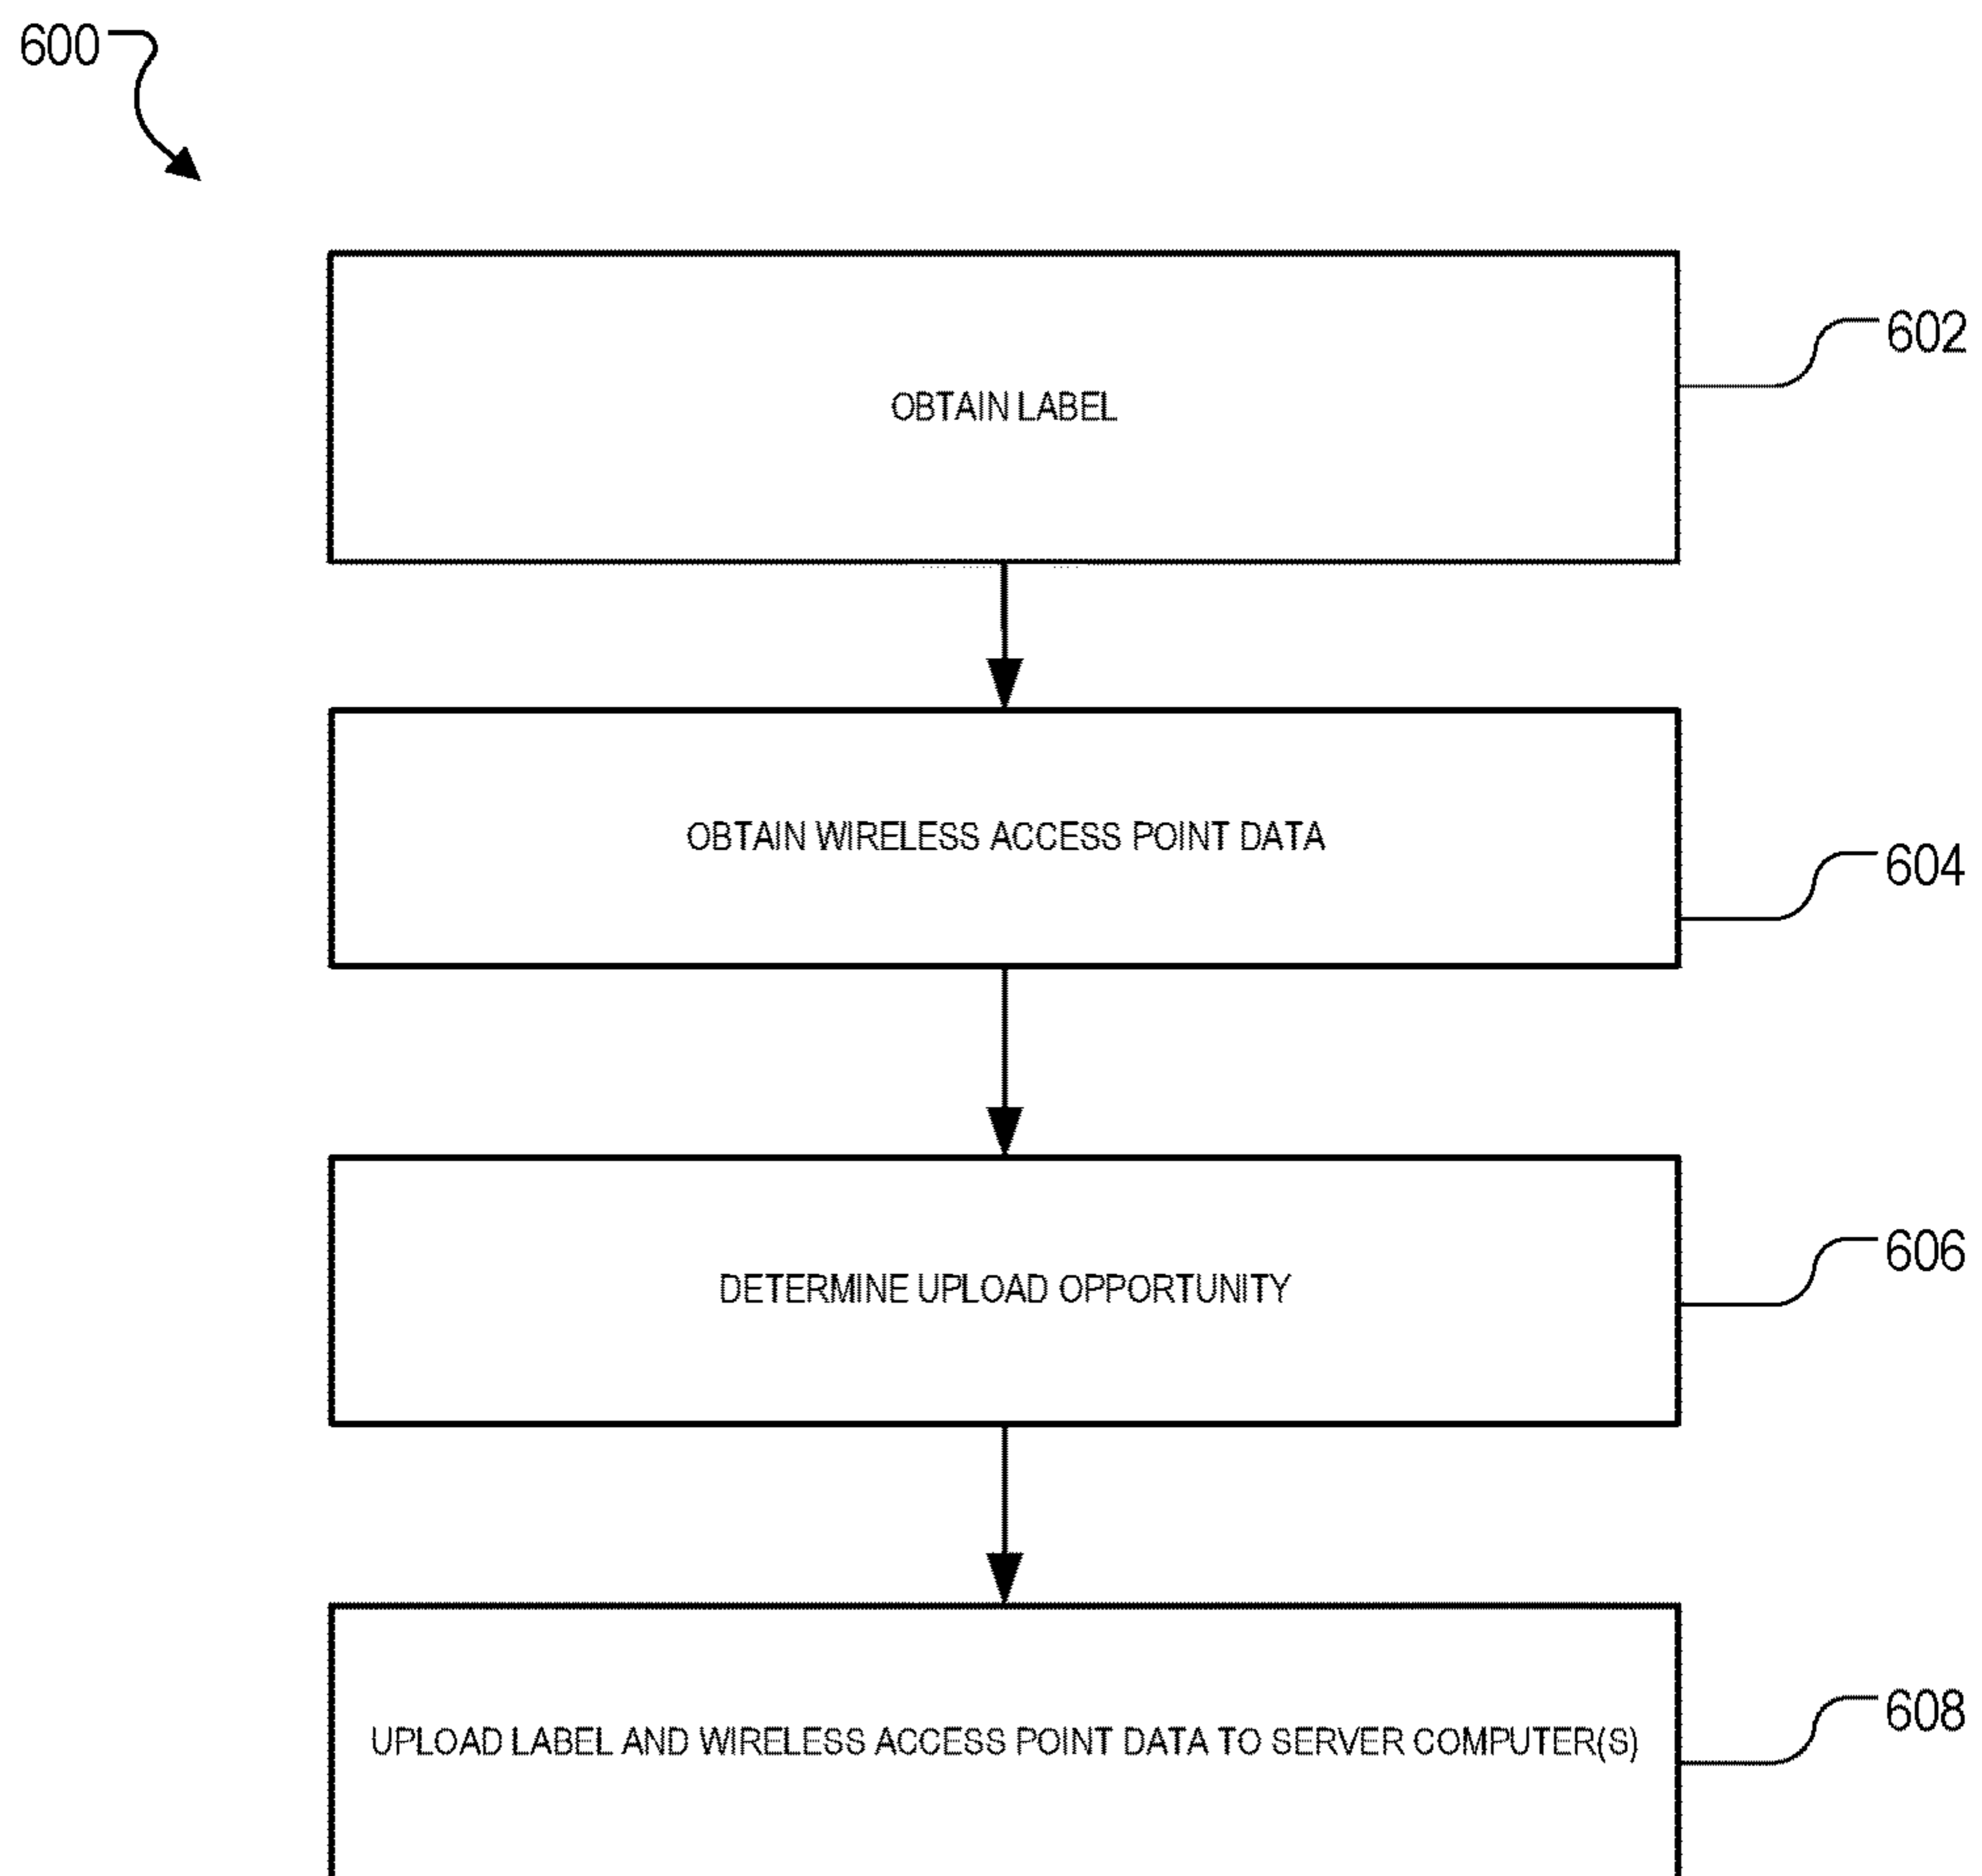 600
OBTAIN LABEL
602
OBTAIN WIRELESS ACCESS POINT DATA
604
DETERMINE UPLOAD OPPORTUNITY
606
UPLOAD LABEL AND WIRELESS ACCESS POINT DATA TO SERVER COMPUTER(S)
608